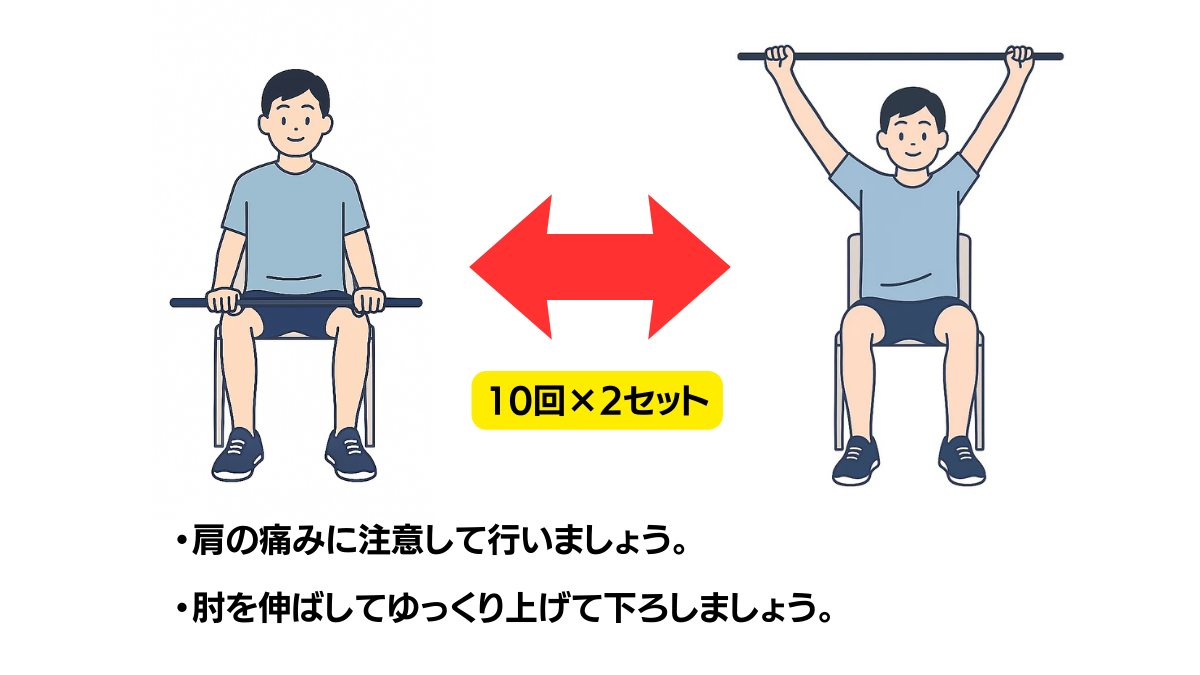 10回×2セット
・肩の痛みに注意して行いましょう。
・肘を伸ばしてゆっくり上げて下ろしましょう。